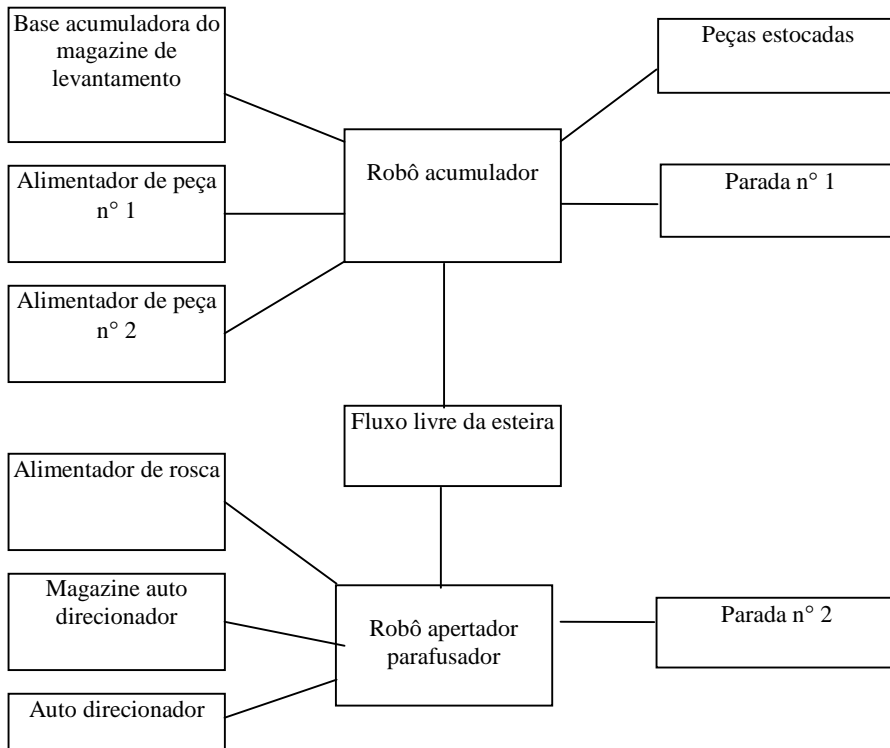 Base acumuladora do
magazine de
levantamento
Peças estocadas
Robô acumulador
Alimentador de peça
n° 1
Parada n° 1
Alimentador de peça
n° 2
Fluxo livre da esteira
Alimentador de rosca
Magazine auto
direcionador
Robô apertador
parafusador
Parada n° 2
Auto direcionador